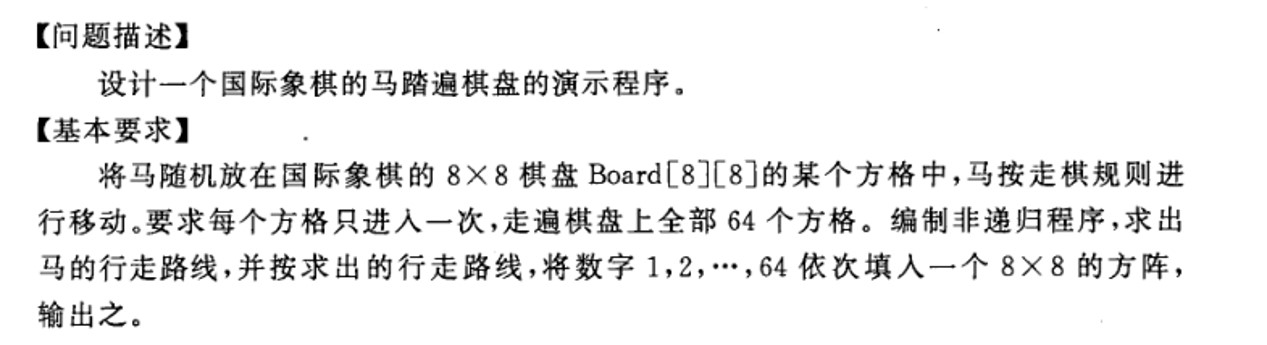 【问题描述】
设计一个国际象棋的马踏遍棋盘的演示程序。
【基本要求】
将马随机放在国际象棋的 8×8 棋盘 Board[8][8]的某个方格中,马按走棋规则进
行移动。要求每个方格只进入一次,走遍棋盘上全部 64 个方格。编制非递归程序,求出
马的行走路线,并按求出的行走路线,将数字 1,2,…,64 依次填入一个 8×8 的方阵,
输出之。